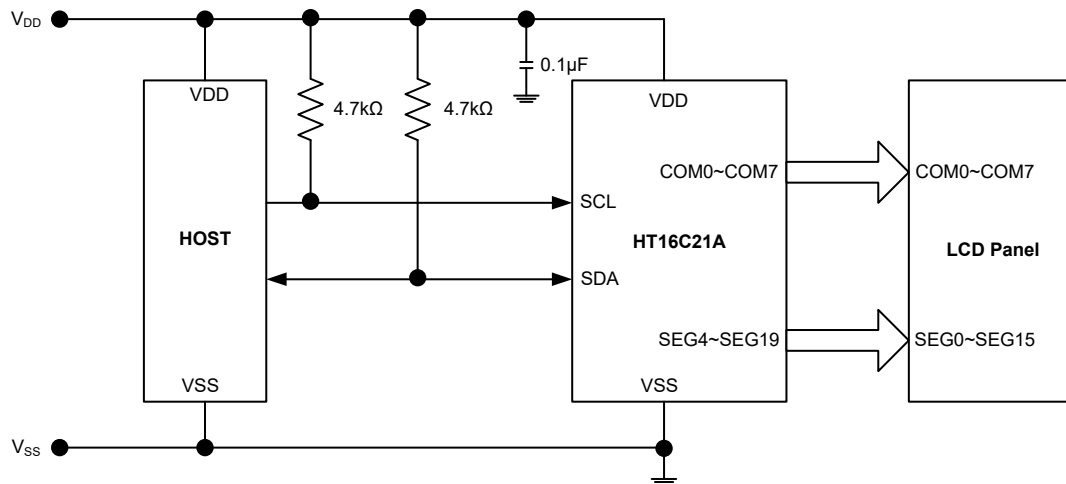 VDD
0.1µF
VDD
VDD
4.7kΩ
4.7kΩ
COM0~COM7
COM0~COM7
SCL
HOST
HT16C21A
LCD Panel
SDA
SEG4~SEG19
SEG0~SEG15
VSS
VSS
VSS